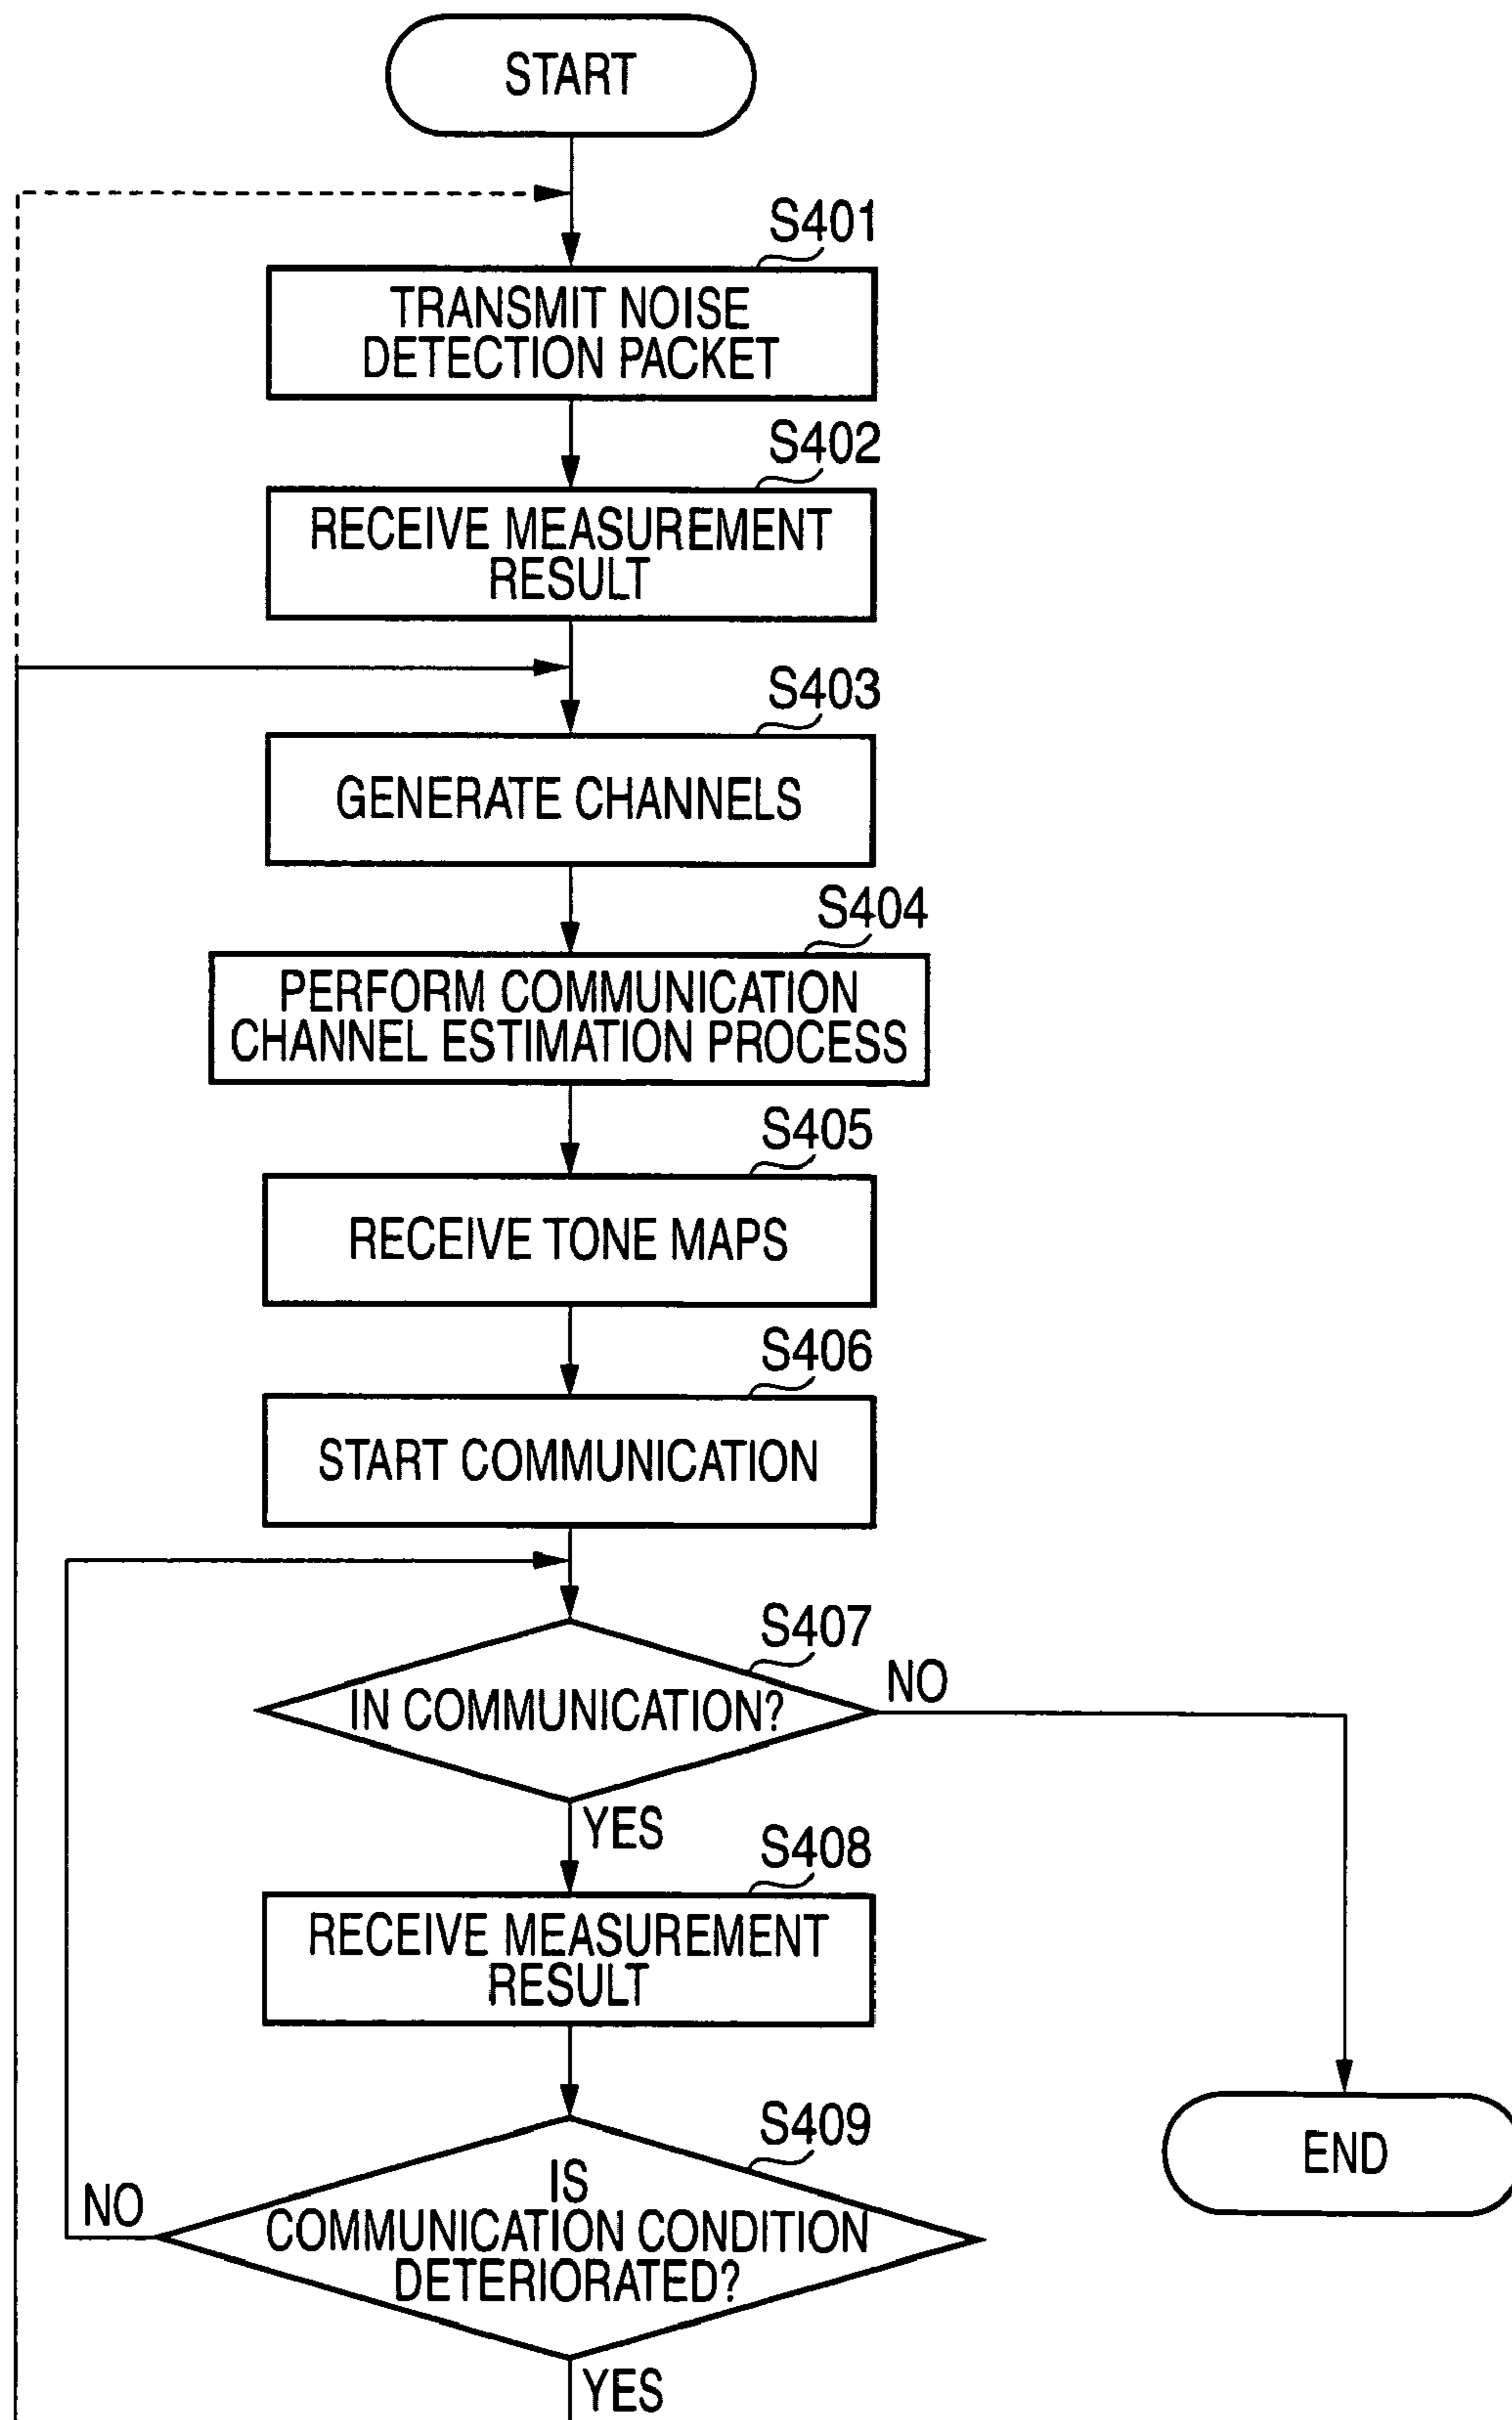 START
S401
TRANSMIT NOISE
DETECTION PACKET
S402
RECEIVE MEASUREMENT
RESULT
S403
GENERATE CHANNELS
S404
PERFORM COMMUNICATION
CHANNEL ESTIMATION PROCESS
S405
RECEIVE TONE MAPS
S406
START COMMUNICATION
S407
IN COMMUNICATION?
NO
YES
S408
RECEIVE MEASUREMENT
RESULT
S409
IS
COMMUNICATION CONDITION
DETERIORATED?
NO
YES
END